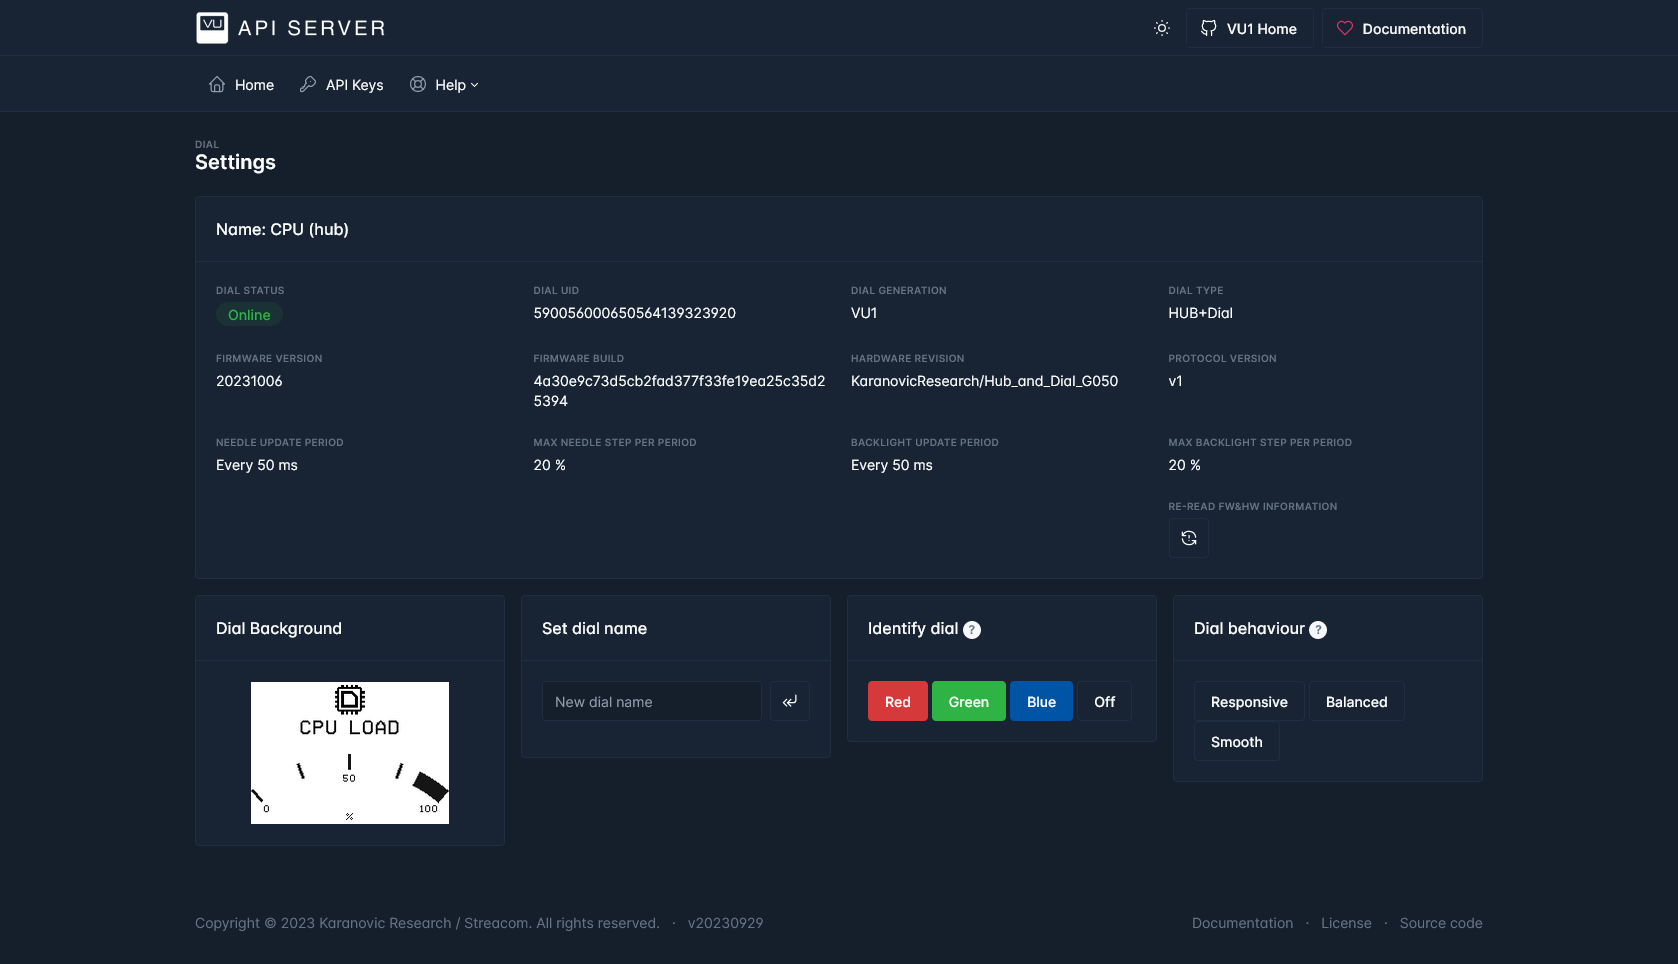 VU API SERVER
VU1 Home
Documentation
Home
API Keys
Help
DIAL
Settings
Name: CPU (hub)
DIAL STATUS
Online
DIAL UID
590056000650564139323920
DIAL GENERATION
VU1
DIAL TYPE
HUB+Dial
FIRMWARE VERSION
20231006
FIRMWARE BUILD
4a30e9c73d5cb2fad377f33fe19ea25c35d2
5394
HARDWARE REVISION
KaranovicResearch/Hub_and_Dial_G050
PROTOCOL VERSION
v1
NEEDLE UPDATE PERIOD
Every 50 ms
MAX NEEDLE STEP PER PERIOD
20 %
BACKLIGHT UPDATE PERIOD
Every 50 ms
MAX BACKLIGHT STEP PER PERIOD
20 %
RE-READ FW&HW INFORMATION
Dial Background
CPU LOAD
50
0
100
%
Set dial name
New dial name
Identify dial ?
Red
Green
Blue
Off
Dial behaviour ?
Responsive
Balanced
Smooth
Copyright © 2023 Karanovic Research / Streacom. All rights reserved. · v20230929
Documentation · License · Source code